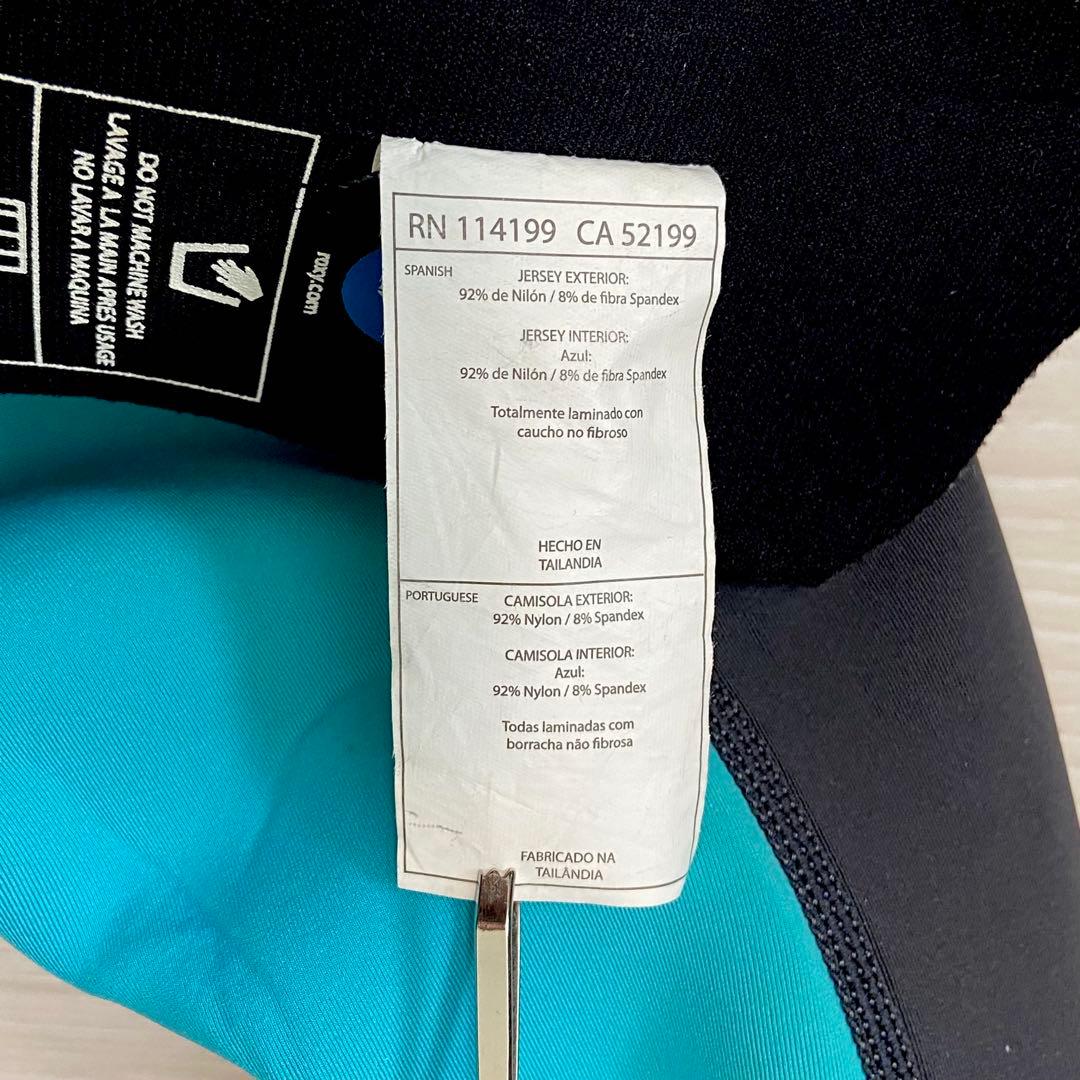 DO NOT MACHINE WASH
LAVAGE A LA MAIN APRES USAGE
NO LAVAR A MAQUINA
roxy.com
RN 114199 CA 52199
SPANISH
JERSEY EXTERIOR:
92% de Nilón / 8% de fibra Spandex
JERSEY INTERIOR:
Azul:
92% de Nilón / 8% de fibra Spandex
Totalmente laminado con
caucho no fibroso
HECHO EN
TAILANDIA
PORTUGUESE
CAMISOLA EXTERIOR:
92% Nylon / 8% Spandex
CAMISOLA INTERIOR:
Azul:
92% Nylon / 8% Spandex
Todas laminadas com
borracha não fibrosa
FABRICADO NA
TAILÂNDIA